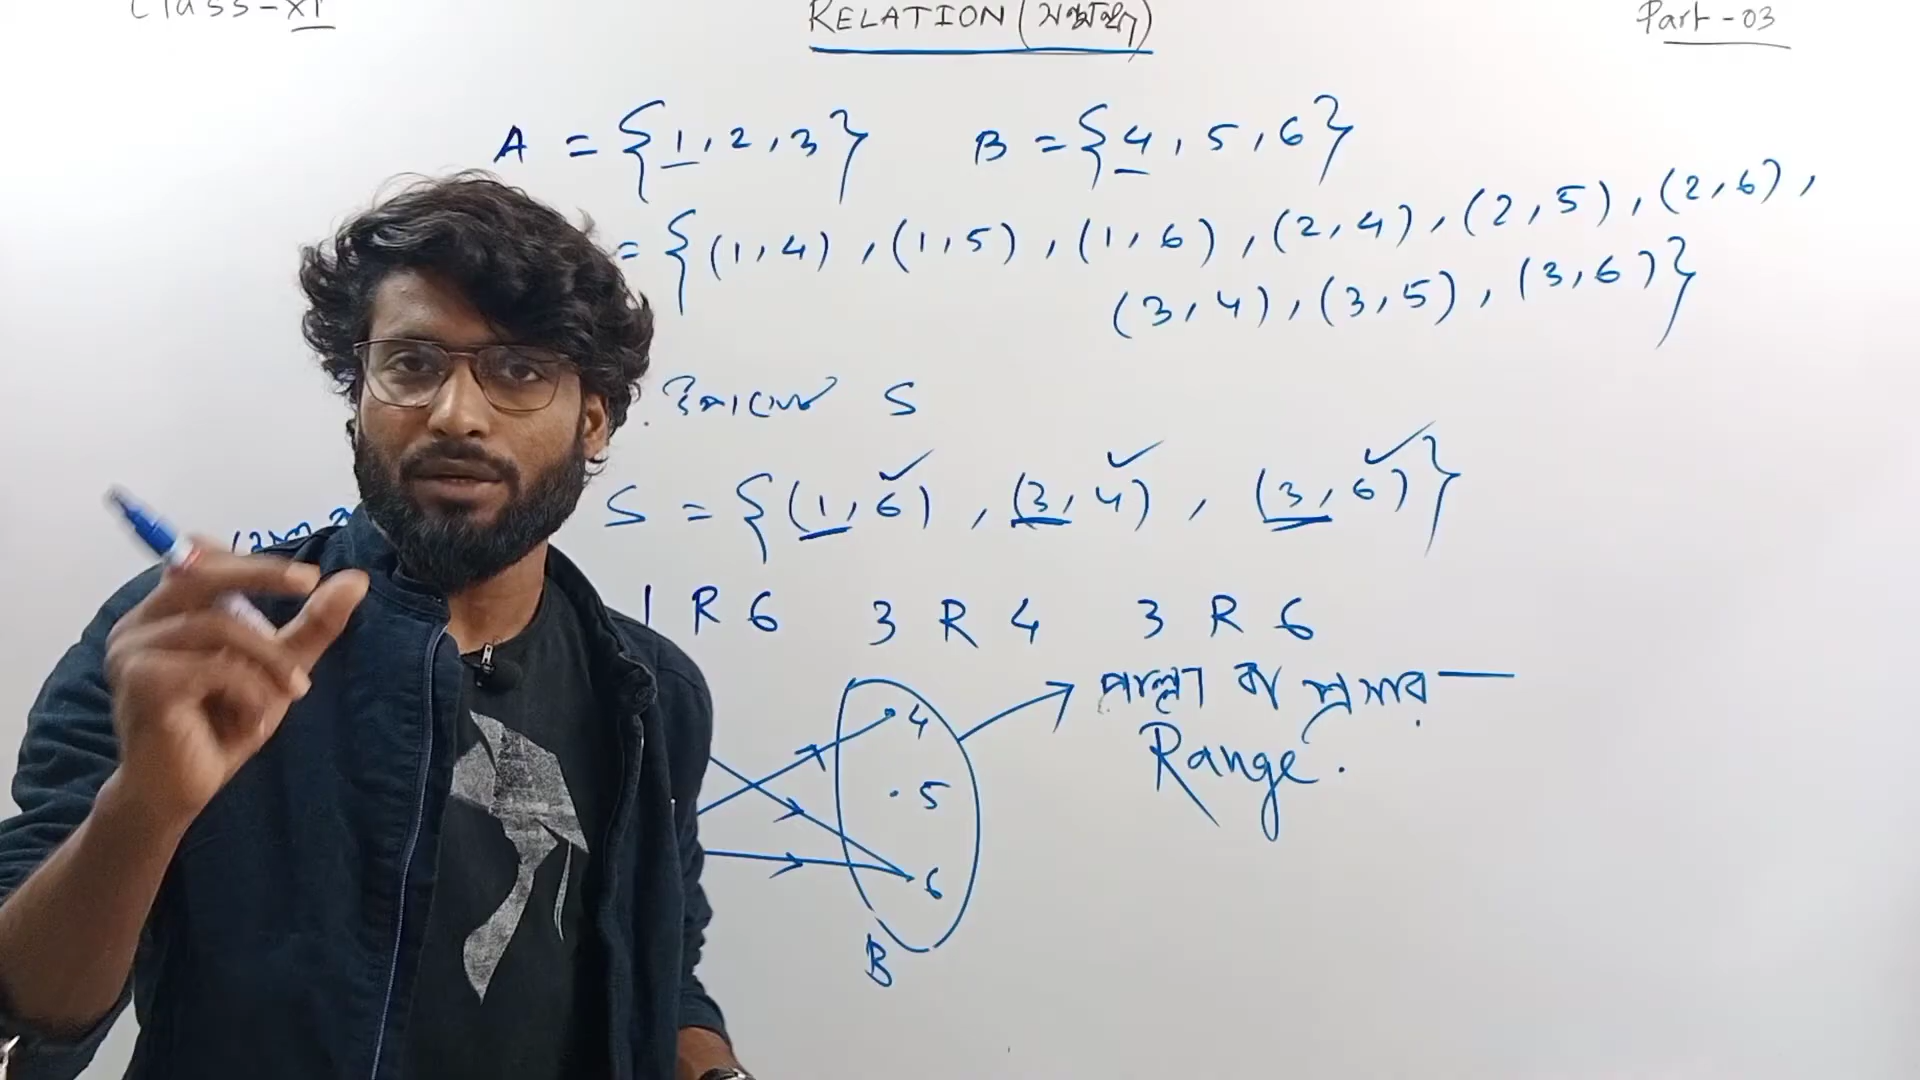 Class-XI
RELATION (সম্বন্ধ)
Part-03
A = {1, 2, 3} B = {4, 5, 6}
= {(1, 4), (1, 5), (1, 6), (2, 4), (2, 5), (2, 6),
(3, 4), (3, 5), (3, 6)}
S
S = {(1, 6), (3, 4), (3, 6)}
1 R 6 3 R 4 3 R 6
পাল্লা বা প্রসার —
Range.
4
5
6
B